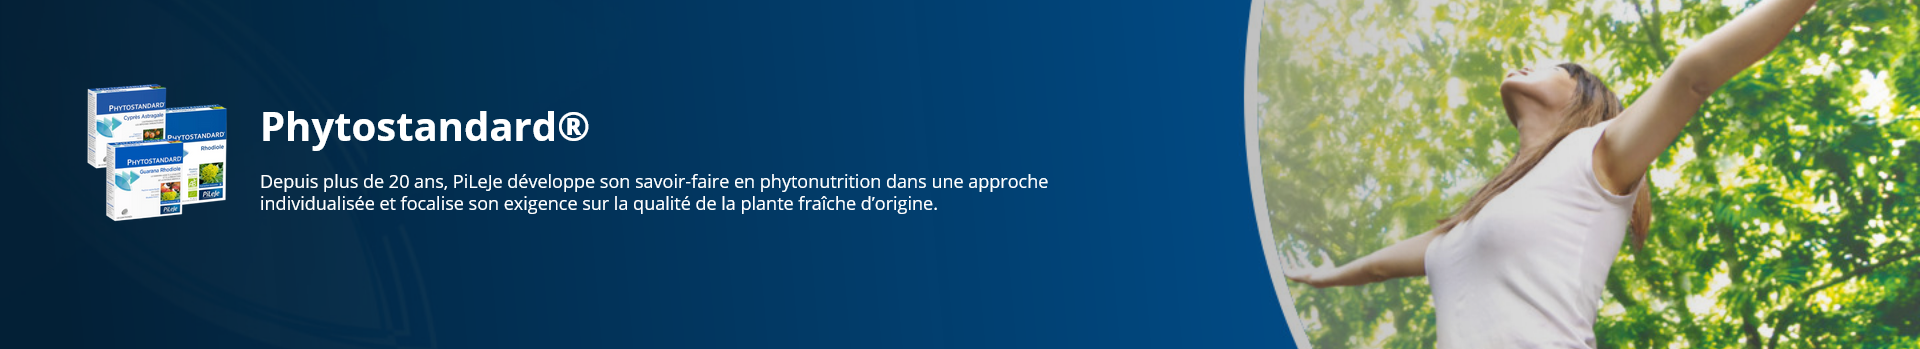 PHYTOSTANDARD
Cyprès Astragale
PHYTOSTANDARD
Rhodiole
PiLeJe
PHYTOSTANDARD
Guarana Rhodiole
PiLeJe
Phytostandard®
Depuis plus de 20 ans, PiLeJe développe son savoir-faire en phytonutrition dans une approche
individualisée et focalise son exigence sur la qualité de la plante fraîche d’origine.